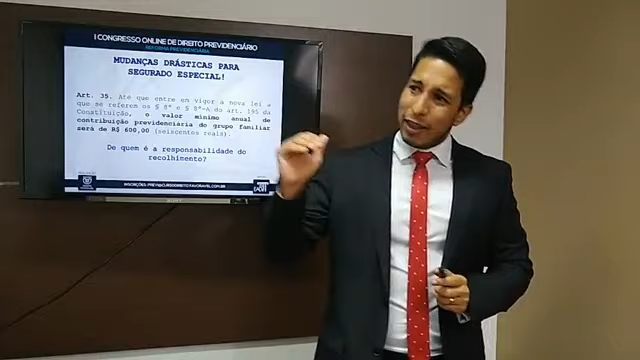 I CONGRESSO ONLINE DE DIREITO PREVIDENCIÁRIO
REFORMA PREVIDENCIÁRIA
MUDANÇAS DRÁSTICAS PARA
SEGURADO ESPECIAL!
Art. 35. Até que entre em vigor a nova lei a
que se referem os § 8º e § 8º-A do art. 195 da
Constituição, o valor mínimo anual de
contribuição previdenciária do grupo familiar
será de R$ 600,00 (seiscentos reais).
De quem é a responsabilidade do
recolhimento?